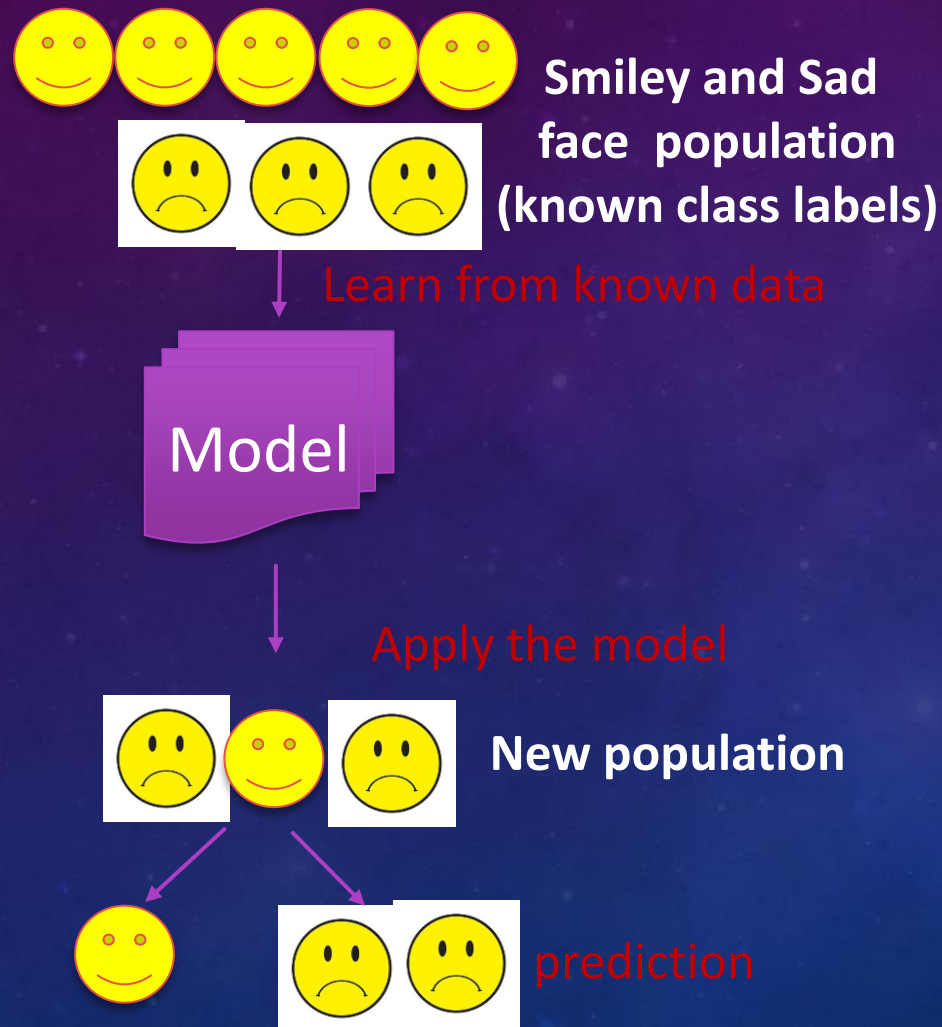 Smiley and Sad
face population
(known class labels)
Learn from known data
Model
Apply the model
New population
prediction